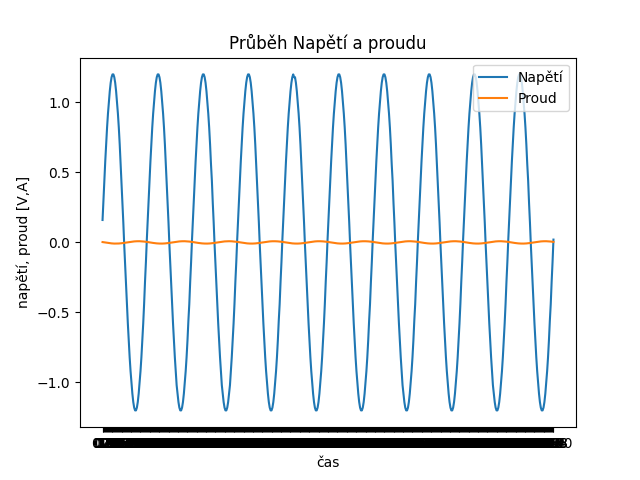 Průběh Napětí a proudu
Napětí
Proud
1.0
0.5
0.0
−0.5
−1.0
napětí, proud [V,A]
čas